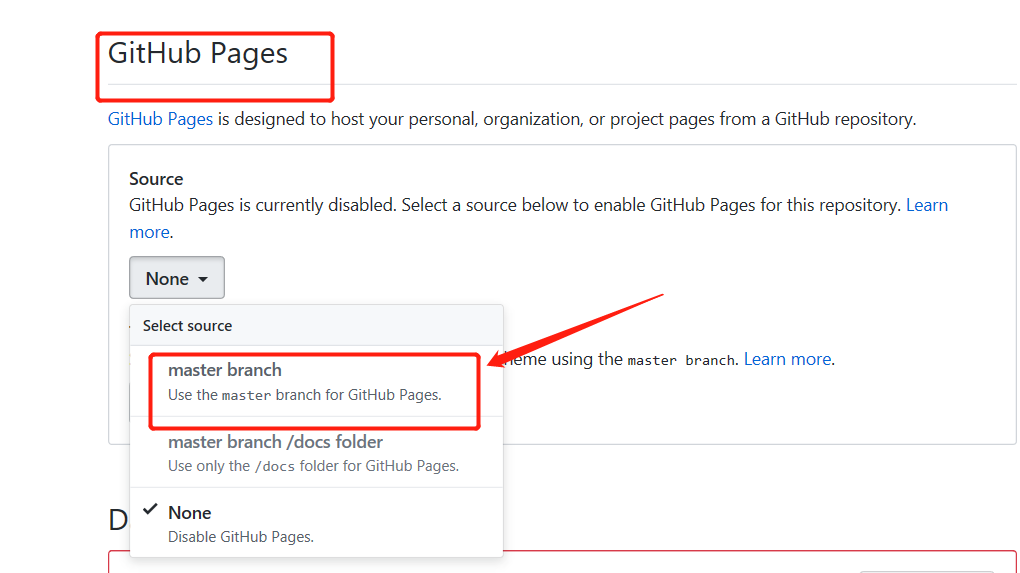 GitHub Pages
GitHub Pages is designed to host your personal, organization, or project pages from a GitHub repository.
Source
GitHub Pages is currently disabled. Select a source below to enable GitHub Pages for this repository. Learn
more.
None
Select source
master branch
Use the master branch for GitHub Pages.
using the master branch. Learn more.
master branch /docs folder
Use only the /docs folder for GitHub Pages.
None
Disable GitHub Pages.
D